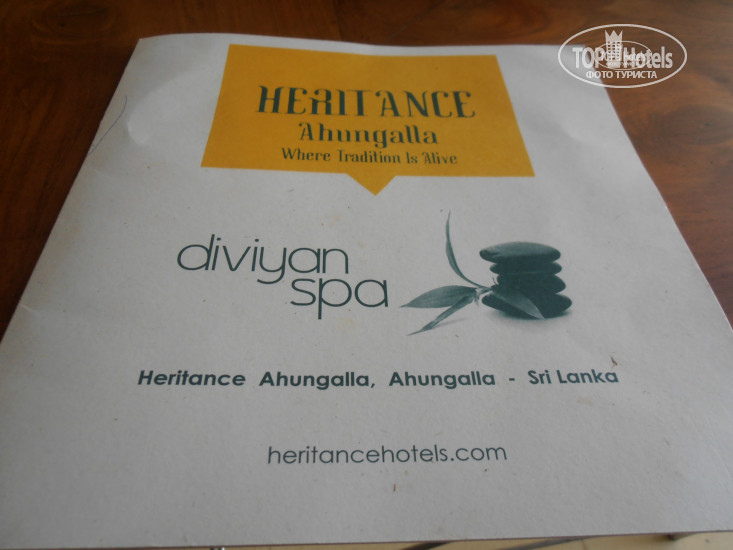 HERITANCE
Ahungalla
Where Tradition Is Alive
diviyan
spa
Heritance Ahungalla, Ahungalla - Sri Lanka
heritancehotels.com
TOP Hotels
ФОТО ТУРИСТА